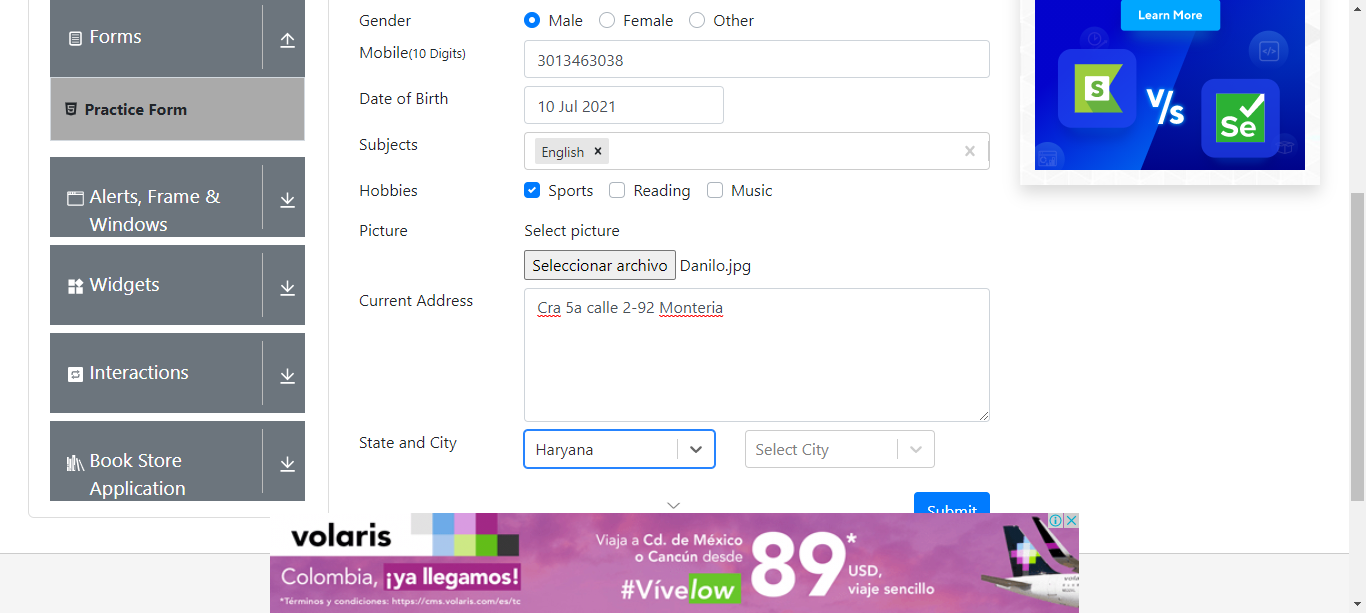 Forms
Practice Form
Alerts, Frame &
Windows
Widgets
Interactions
Book Store
Application
Gender
Male
Female
Other
Mobile(10 Digits)
3013463038
Date of Birth
10 Jul 2021
Subjects
English ×
×
Hobbies
Sports
Reading
Music
Picture
Select picture
Seleccionar archivo Danilo.jpg
Current Address
Cra 5a calle 2-92 Monteria
State and City
Haryana
Select City
Submit
Learn More
S
V/s
Se
volaris
Colombia, ¡ya llegamos!
*Términos y condiciones: https://cms.volaris.com/es/tc
Viaja a Cd. de México
o Cancún desde
#Vívelow
89*
USD,
viaje sencillo